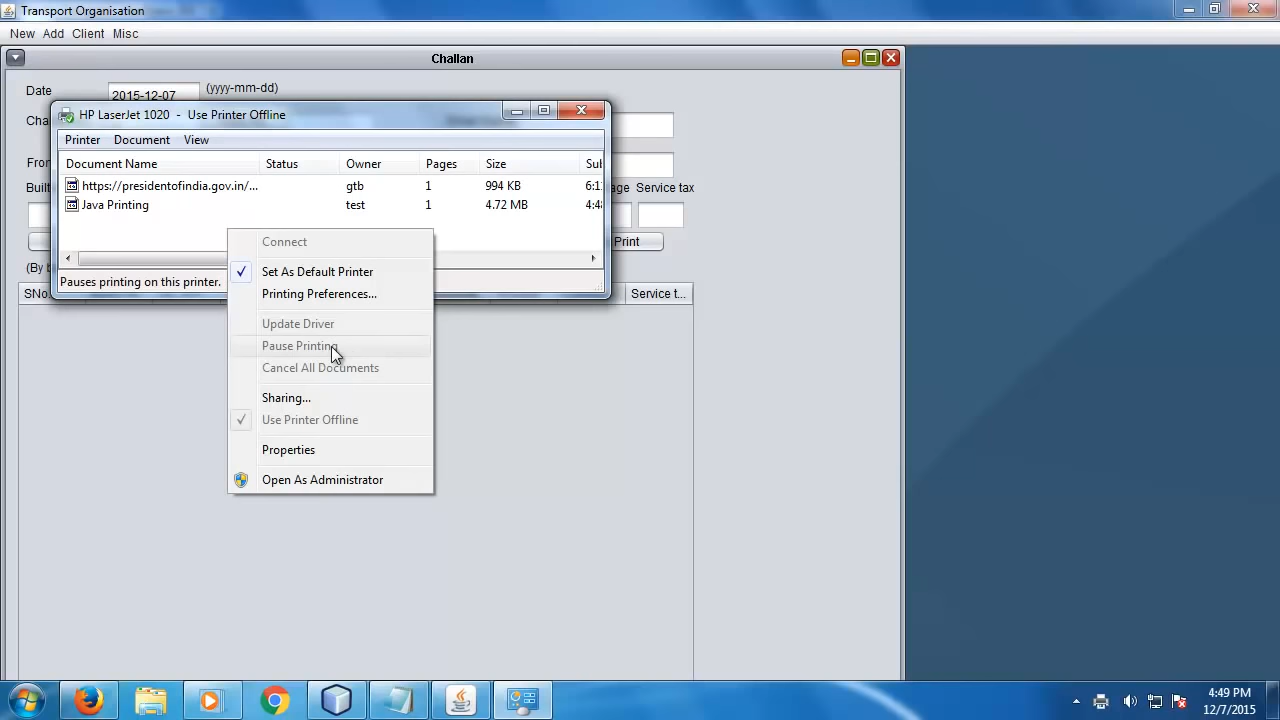 Transport Organisation
New Add Client Misc
Challan
Date 2015-12-07 (yyyy-mm-dd)
HP LaserJet 1020 - Use Printer Offline
Printer Document View
Document Name Status Owner Pages Size
https://presidentofindia.gov.in/... gtb 1 994 KB
Service tax
Java Printing test 1 4.72 MB
Print
Pauses printing on this printer.
SNo
Service t...
Connect
Set As Default Printer
Printing Preferences...
Update Driver
Pause Printing
Cancel All Documents
Sharing...
Use Printer Offline
Properties
Open As Administrator
4:49 PM
12/7/2015